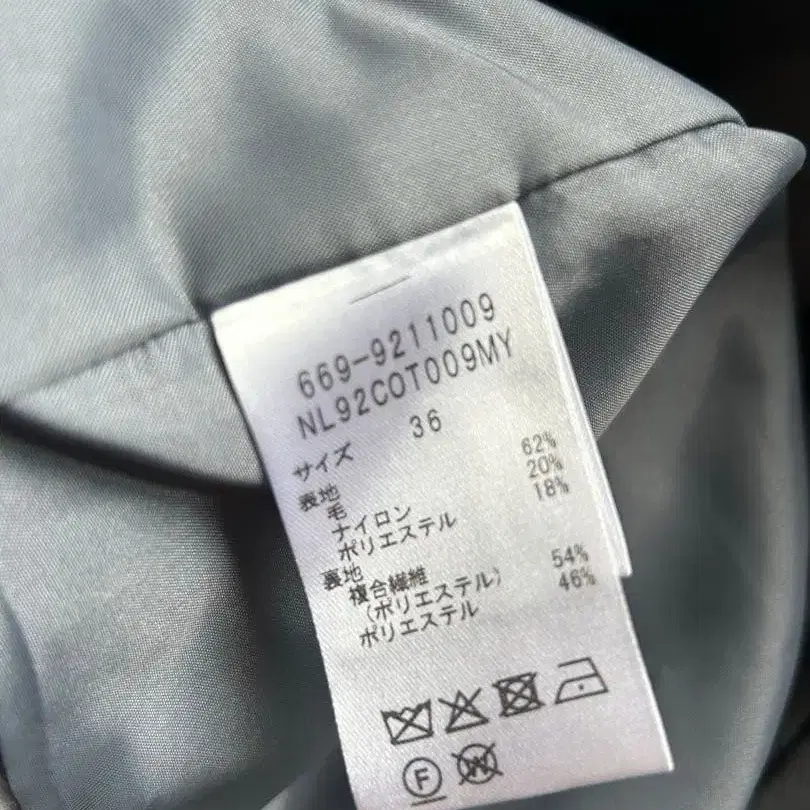 669-9211009
NL92COT009MY
サイズ 36
表地
毛 62%
ナイロン 20%
ポリエステル 18%
裏地
複合繊維
(ポリエステル) 54%
ポリエステル 46%
F
W